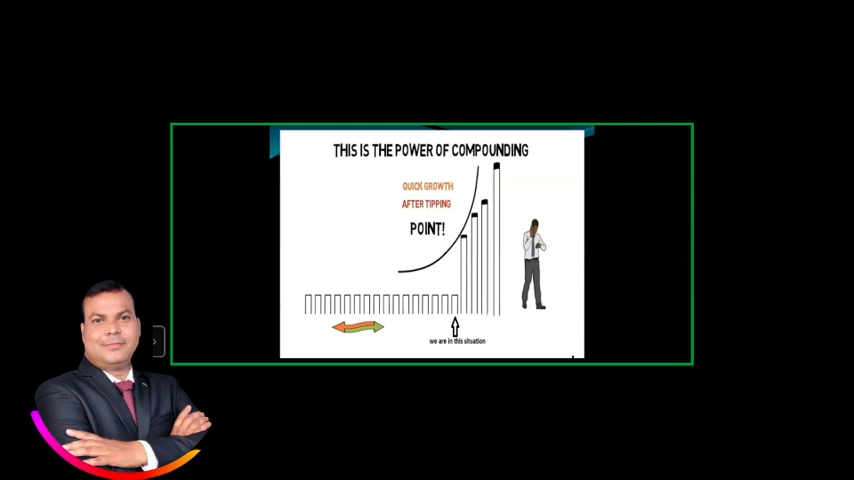 THIS IS THE POWER OF COMPOUNDING
QUICK GROWTH
AFTER TIPPING
POINT!
we are in this situation